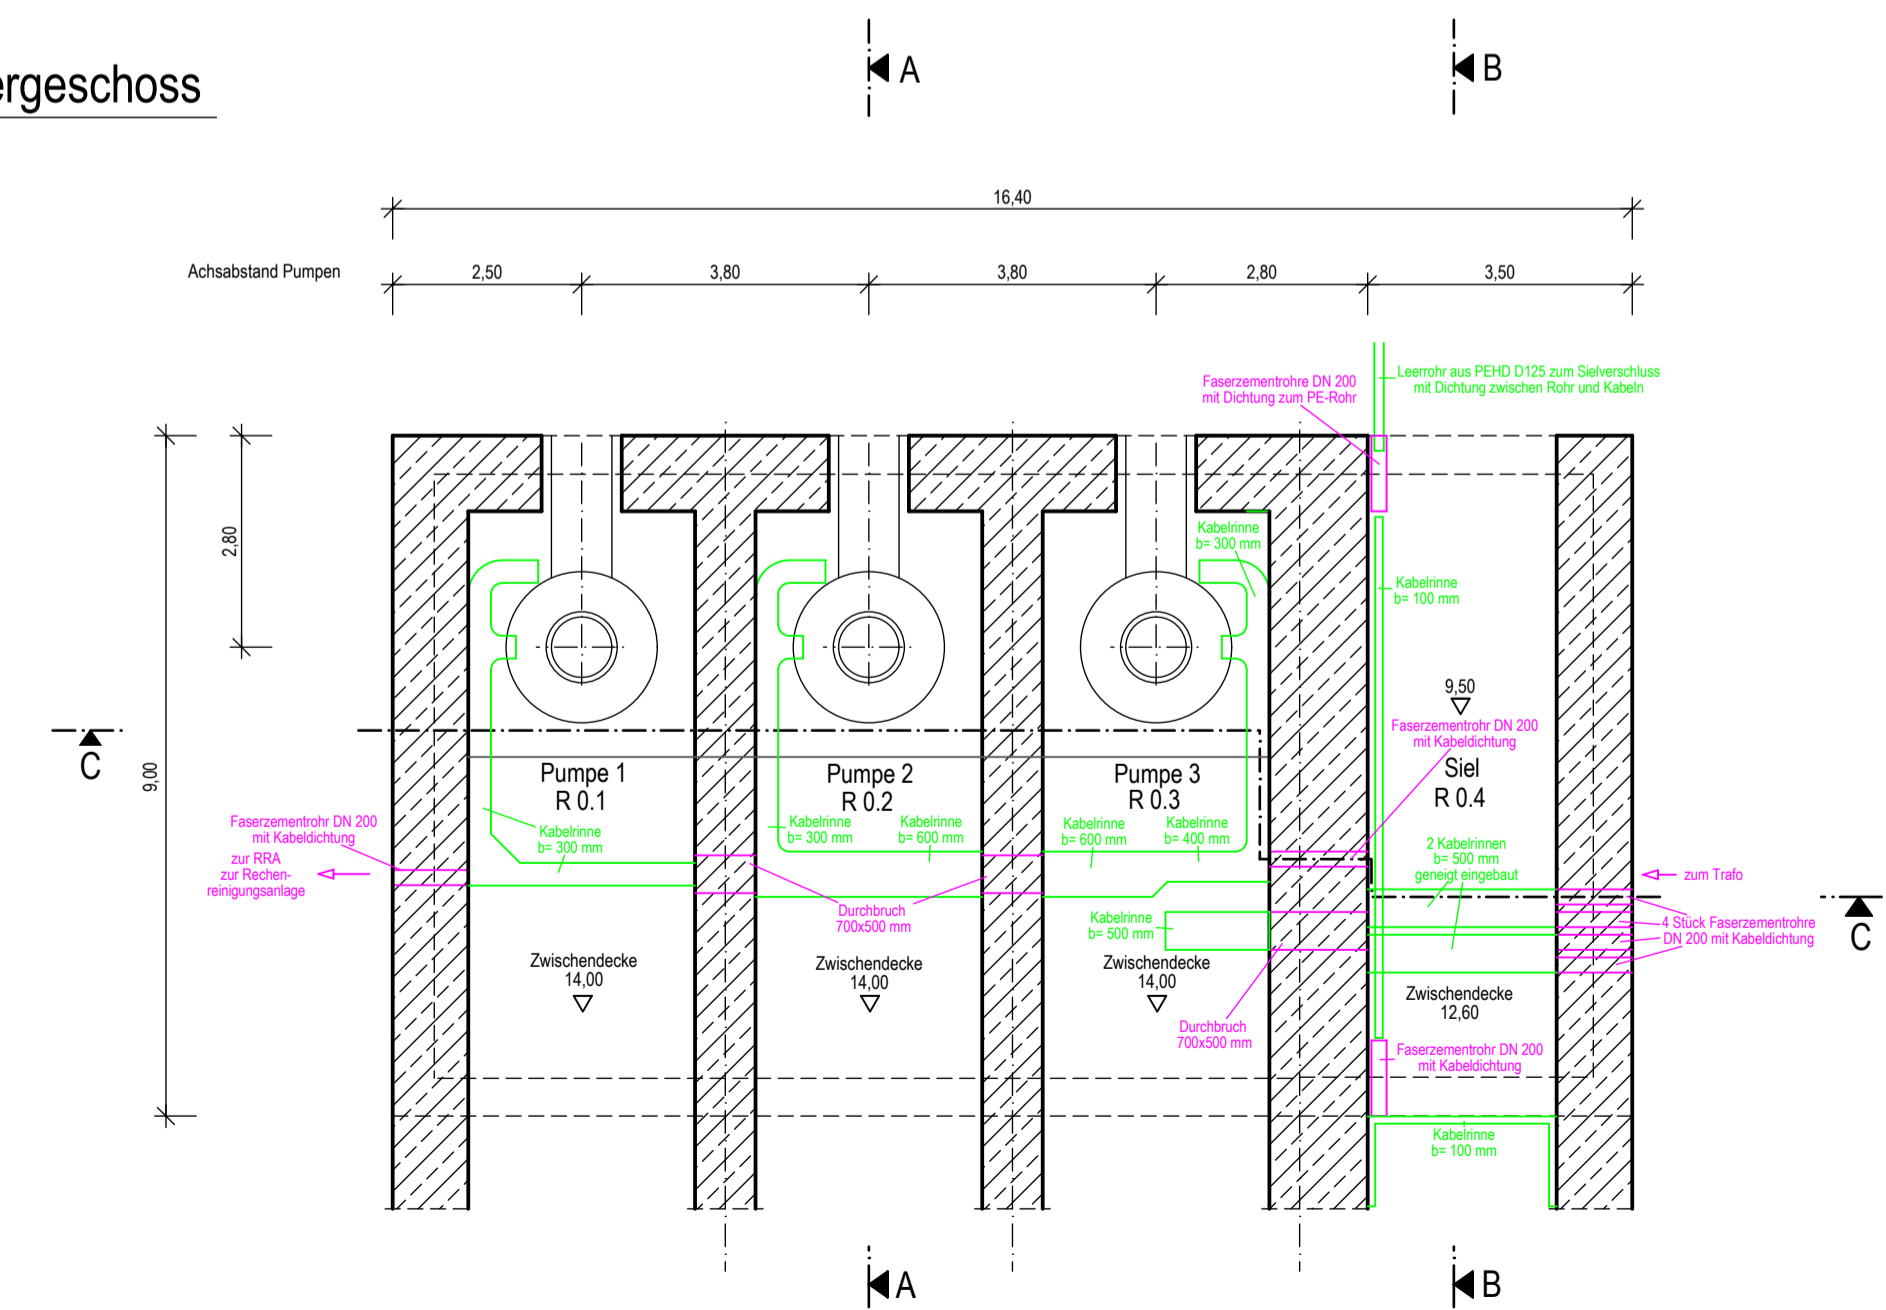 ergeschoss
A
B
16,40
Achsabstand Pumpen
2,50
3,80
3,80
2,80
3,50
Faserzementrohre DN 200
mit Dichtung zum PE-Rohr
Leerrohr aus PEHD D125 zum Sielverschluss
mit Dichtung zwischen Rohr und Kabeln
2,80
9,00
Kabelrinne
b= 300 mm
Kabelrinne
b= 100 mm
9,50
Faserzementrohr DN 200
mit Kabeldichtung
C
Pumpe 1
R 0.1
Pumpe 2
R 0.2
Pumpe 3
R 0.3
Siel
R 0.4
Faserzementrohr DN 200
mit Kabeldichtung
zur RRA
zur Rechen-
reinigungsanlage
Kabelrinne
b= 300 mm
Kabelrinne
b= 300 mm
Kabelrinne
b= 600 mm
Kabelrinne
b= 600 mm
Kabelrinne
b= 400 mm
2 Kabelrinnen
b= 500 mm
geneigt eingebaut
zum Trafo
Durchbruch
700x500 mm
Kabelrinne
b= 500 mm
4 Stück Faserzementrohre
DN 200 mit Kabeldichtung
C
Zwischendecke
14,00
Zwischendecke
14,00
Zwischendecke
14,00
Zwischendecke
12,60
Durchbruch
700x500 mm
Faserzementrohr DN 200
mit Kabeldichtung
Kabelrinne
b= 100 mm
A
B